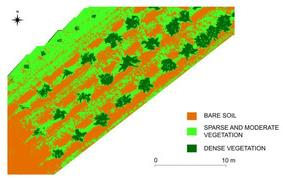 BARE SOIL
SPARSE AND MODERATE
VEGETATION
DENSE VEGETATION
0 10 m